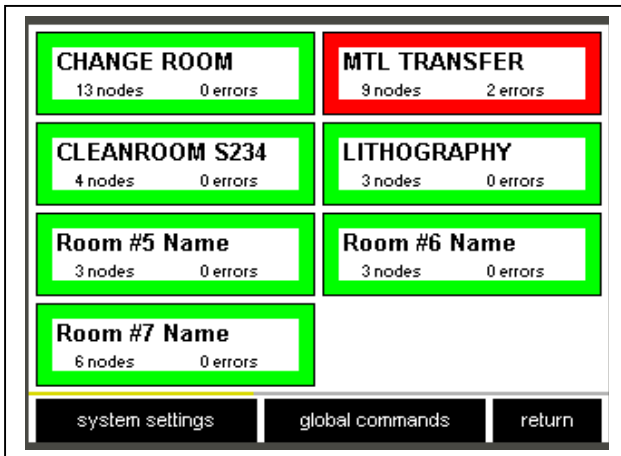 CHANGE ROOM
13 nodes 0 errors
MTL TRANSFER
9 nodes 2 errors
CLEANROOM S234
4 nodes 0 errors
LITHOGRAPHY
3 nodes 0 errors
Room #5 Name
3 nodes 0 errors
Room #6 Name
3 nodes 0 errors
Room #7 Name
6 nodes 0 errors
system settings
global commands
return